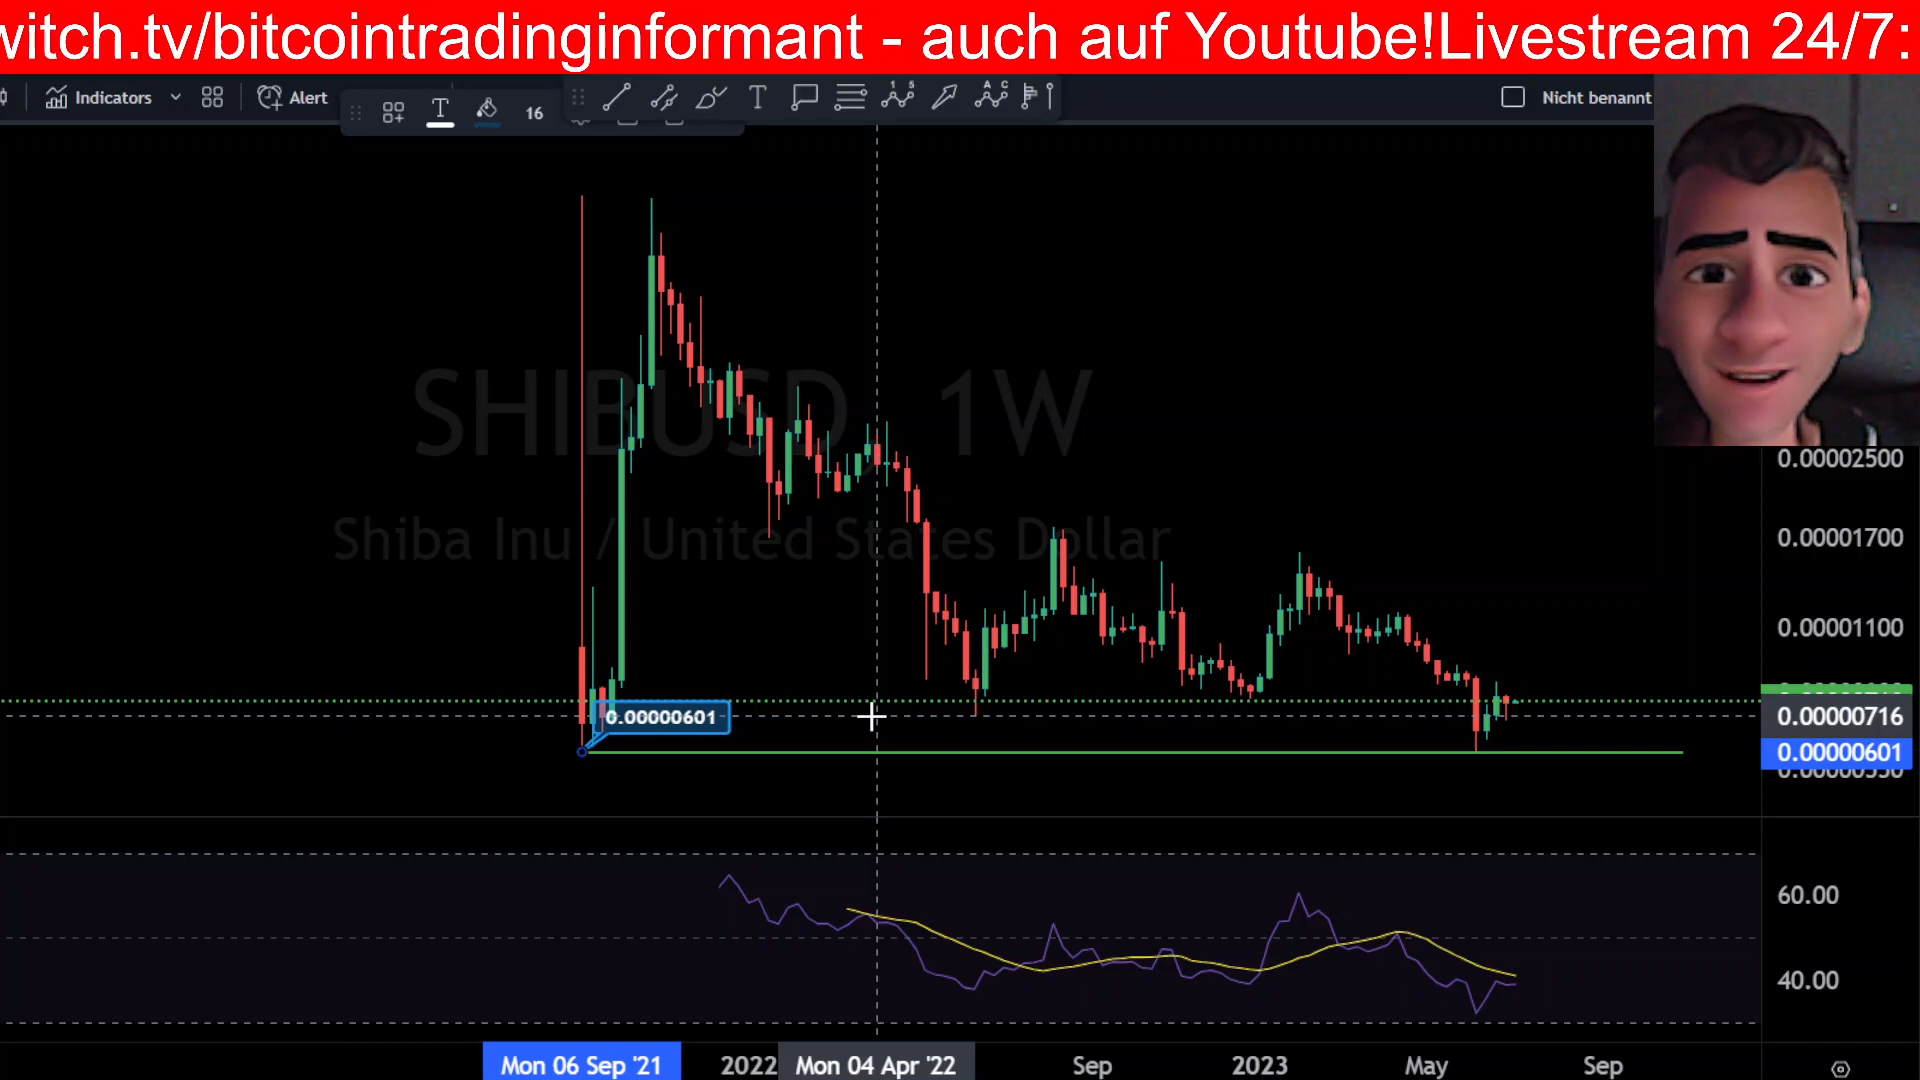 witch.tv/bitcointradinginformant - auch auf Youtube!Livestream 24/7:
Indicators
Alert
16
Nicht benannt
SHIBUSD, 1W
Shiba Inu / United States Dollar
0.00002500
0.00001700
0.00001100
0.00000716
0.00000601
0.00000601
60.00
40.00
Mon 06 Sep '21
2022
Mon 04 Apr '22
Sep
2023
May
Sep